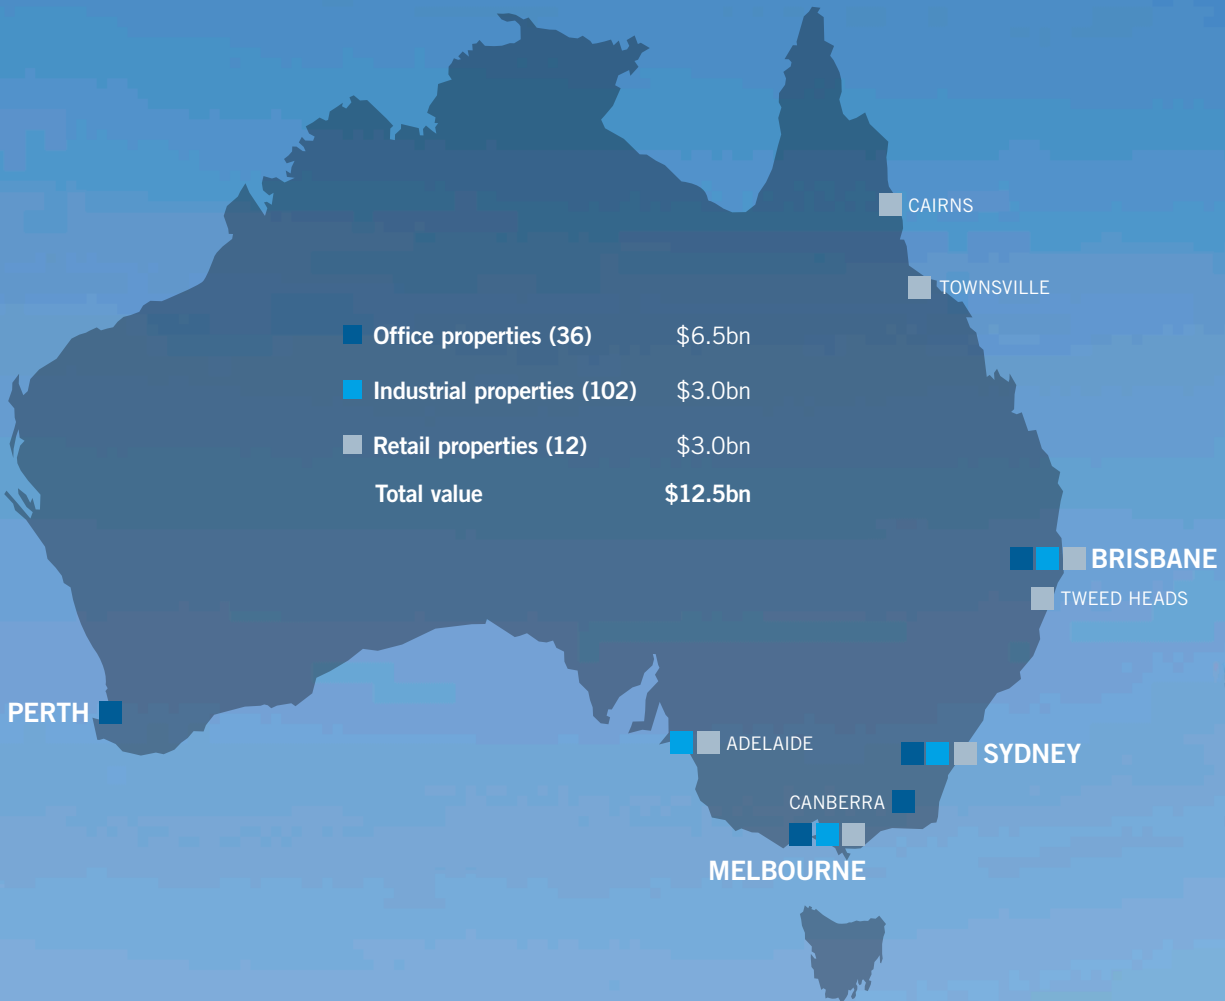 CAIRNS
TOWNSVILLE
Office properties (36) $6.5bn
Industrial properties (102) $3.0bn
Retail properties (12) $3.0bn
Total value $12.5bn
BRISBANE
TWEED HEADS
PERTH
ADELAIDE
SYDNEY
CANBERRA
MELBOURNE